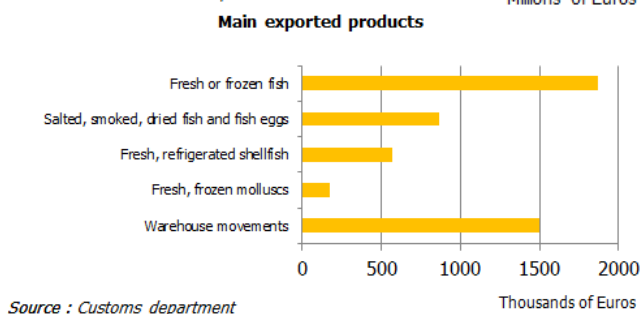 Millions of Euros
Main exported products
Fresh or frozen fish
Salted, smoked, dried fish and fish eggs
Fresh, refrigerated shellfish
Fresh, frozen molluscs
Warehouse movements
0 500 1000 1500 2000
Thousands of Euros
Source : Customs department